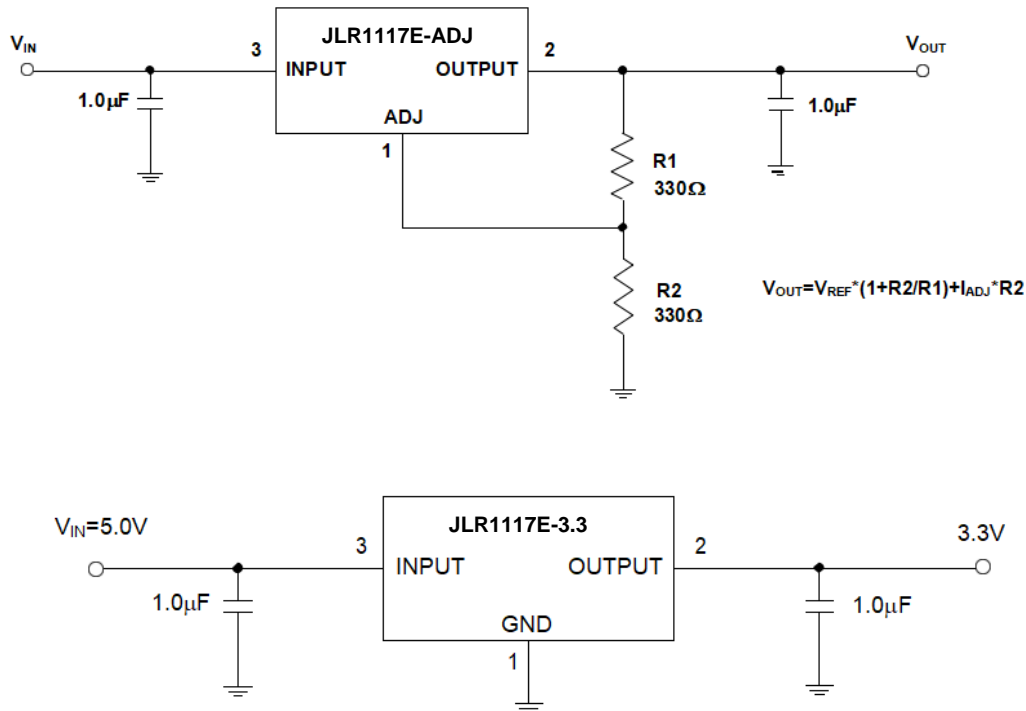 JLR1117E-ADJ
VIN
3
INPUT
OUTPUT
2
VOUT
1.0μF
ADJ
1
1.0μF
R1
330Ω
R2
330Ω
VOUT=VREF*(1+R2/R1)+IADJ*R2
JLR1117E-3.3
VIN=5.0V
3
INPUT
OUTPUT
2
3.3V
1.0μF
GND
1
1.0μF